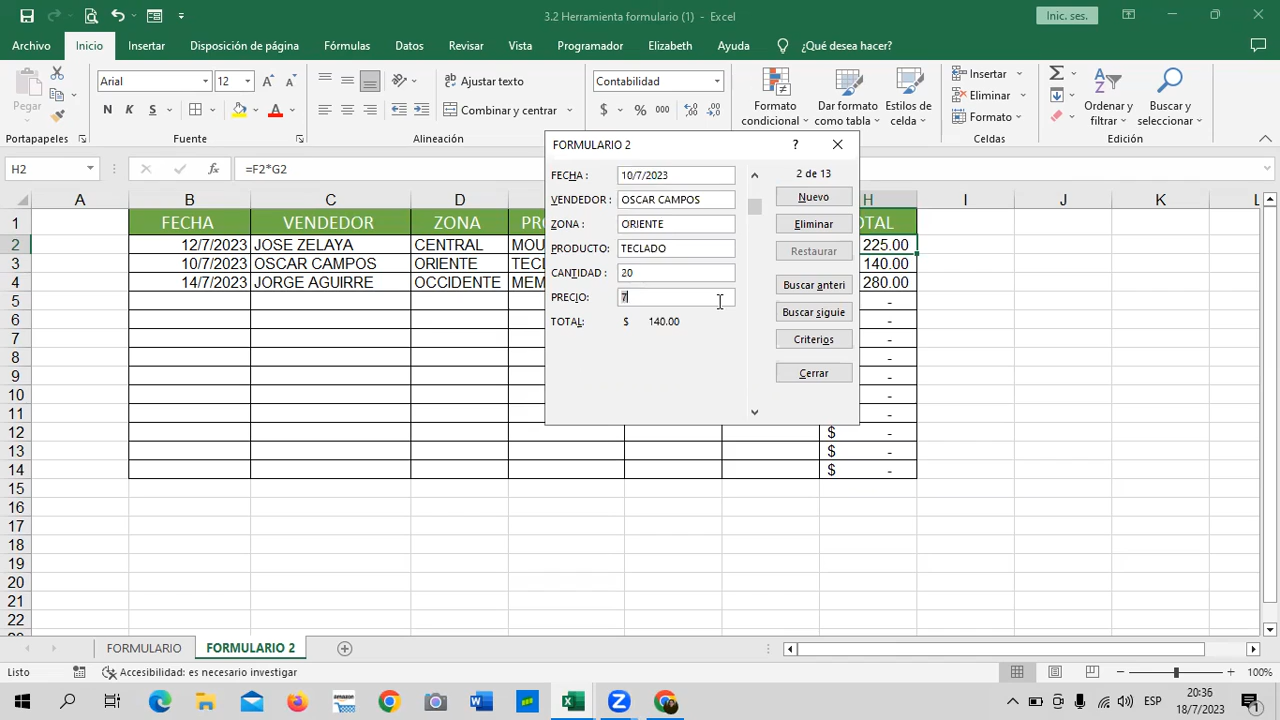 3.2 Herramienta formulario (1) - Excel
Inic. ses.
Archivo Inicio Insertar Disposición de página Fórmulas Datos Revisar Vista Programador Elizabeth Ayuda ¿Qué desea hacer?
Pegar
Arial 12
N K S
Ajustar texto
Combinar y centrar
Contabilidad
$ % 000
Formato condicional
Dar formato como tabla
Estilos de celda
Insertar
Eliminar
Formato
Ordenar y filtrar
Buscar y seleccionar
Portapapeles Fuente Alineación Celdas Edición
H2 =F2*G2
A B C D H I J K L
1 FECHA VENDEDOR ZONA PRO OTAL
2 12/7/2023 JOSE ZELAYA CENTRAL MOU 225.00
3 10/7/2023 OSCAR CAMPOS ORIENTE TECL 140.00
4 14/7/2023 JORGE AGUIRRE OCCIDENTE MEM 280.00
5 -
6 -
7 -
8 -
9 -
10 -
11 -
12 $ -
13 $ -
14 $ -
15
16
17
18
19
20
21
22
FORMULARIO 2 ?
FECHA : 10/7/2023
VENDEDOR : OSCAR CAMPOS
ZONA : ORIENTE
PRODUCTO: TECLADO
CANTIDAD : 20
PRECIO: 7
TOTAL: $ 140.00
2 de 13
Nuevo
Eliminar
Restaurar
Buscar anteri
Buscar siguie
Criterios
Cerrar
FORMULARIO FORMULARIO 2
Listo Accesibilidad: es necesario investigar 100%
ESP
20:36
18/7/2023